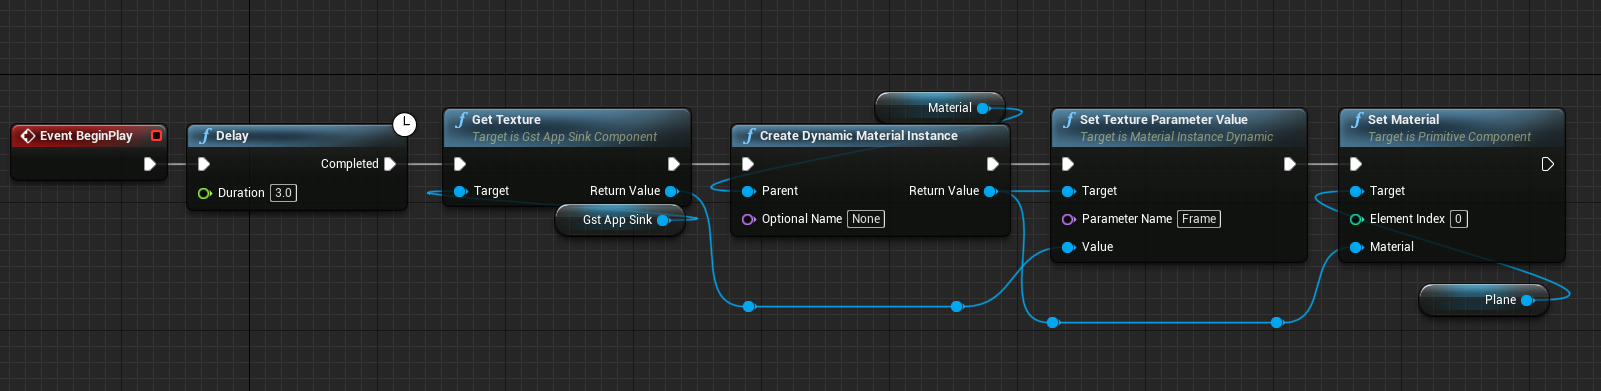 Event BeginPlay
Delay
Completed
Duration 3.0
Get Texture
Target is Gst App Sink Component
Target
Return Value
Gst App Sink
Material
Create Dynamic Material Instance
Parent
Return Value
Optional Name None
Set Texture Parameter Value
Target is Material Instance Dynamic
Target
Parameter Name Frame
Value
Set Material
Target is Primitive Component
Target
Element Index 0
Material
Plane